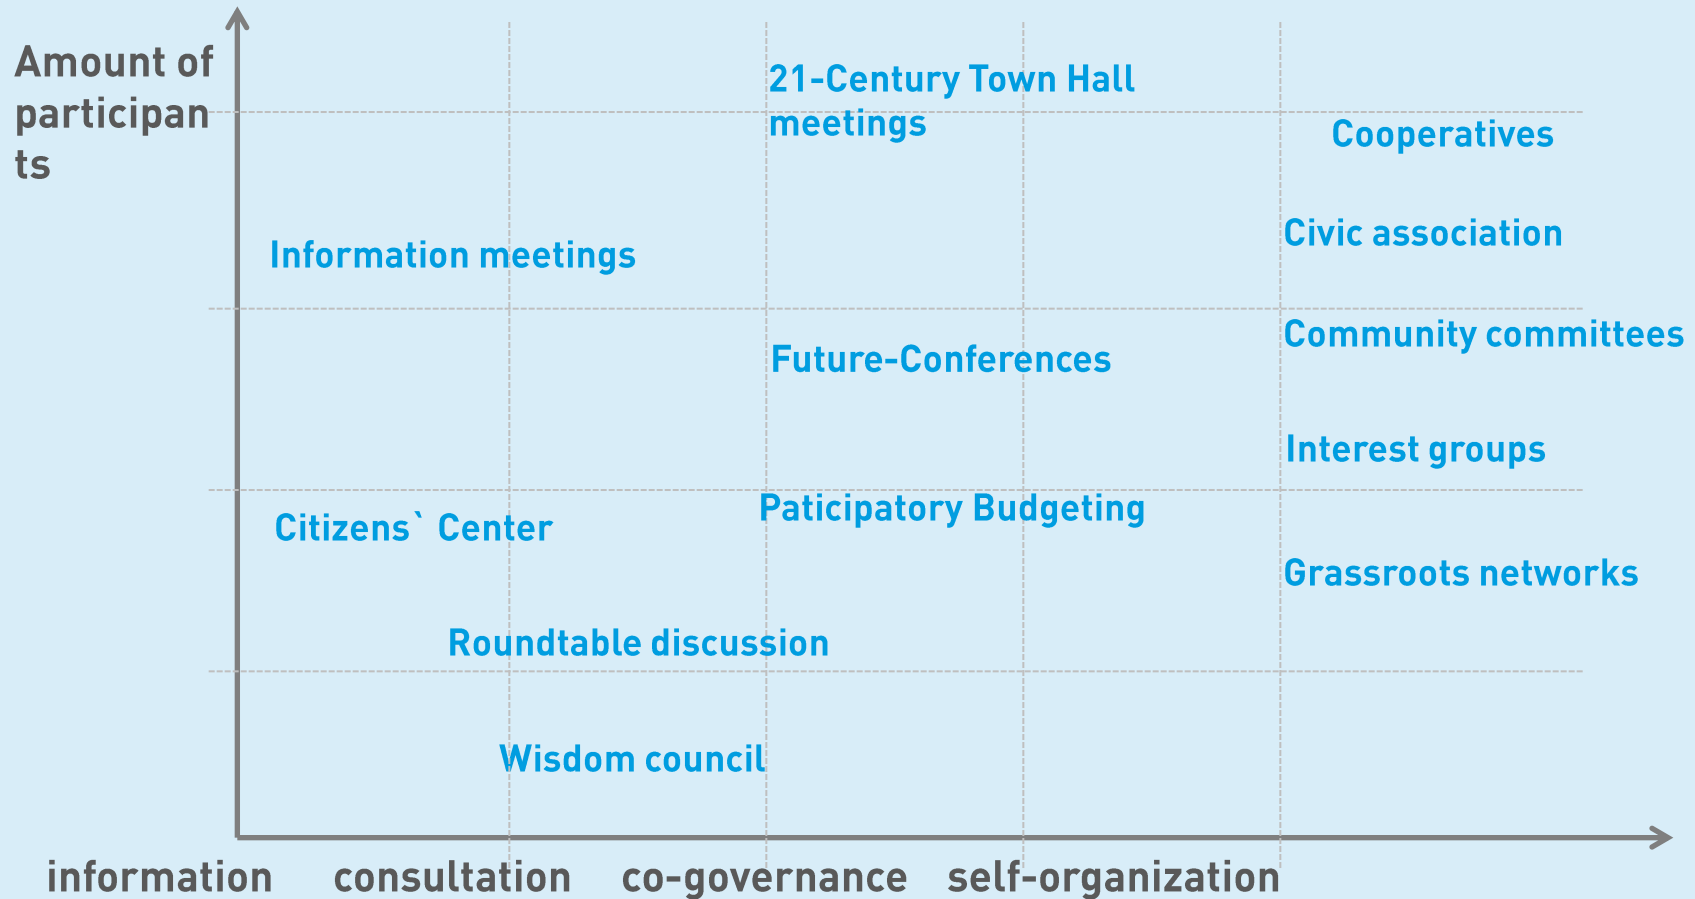 Amount of
participan
ts
21-Century Town Hall
meetings
Cooperatives
Civic association
Information meetings
Community committees
Future-Conferences
Interest groups
Paticipatory Budgeting
Citizens` Center
Grassroots networks
Roundtable discussion
Wisdom council
information consultation co-governance self-organization